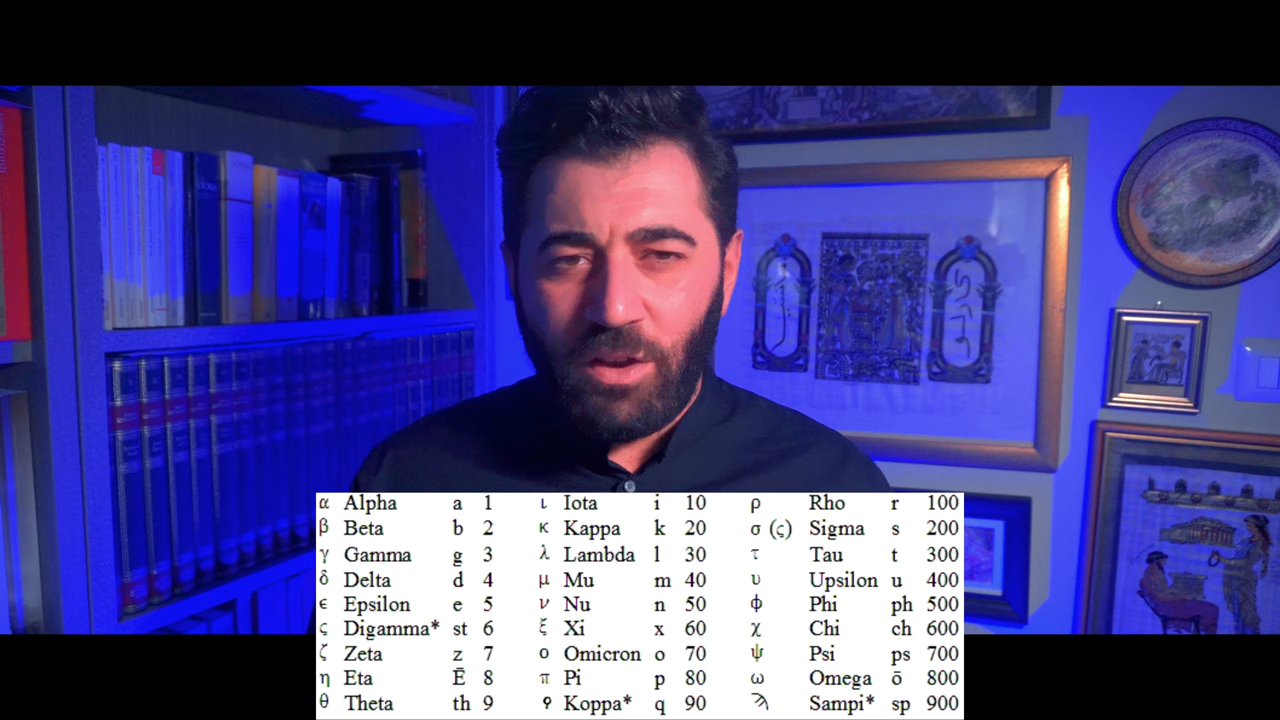 α Alpha a 1 ι Iota i 10 ρ Rho r 100
β Beta b 2 κ Kappa k 20 σ (ς) Sigma s 200
γ Gamma g 3 λ Lambda l 30 τ Tau t 300
δ Delta d 4 μ Mu m 40 υ Upsilon u 400
ϵ Epsilon e 5 ν Nu n 50 ϕ Phi ph 500
ς Digamma* st 6 ξ Xi x 60 χ Chi ch 600
ζ Zeta z 7 ο Omicron o 70 ψ Psi ps 700
η Eta Ē 8 π Pi p 80 ω Omega ō 800
θ Theta th 9 ϙ Koppa* q 90 ϡ Sampi* sp 900